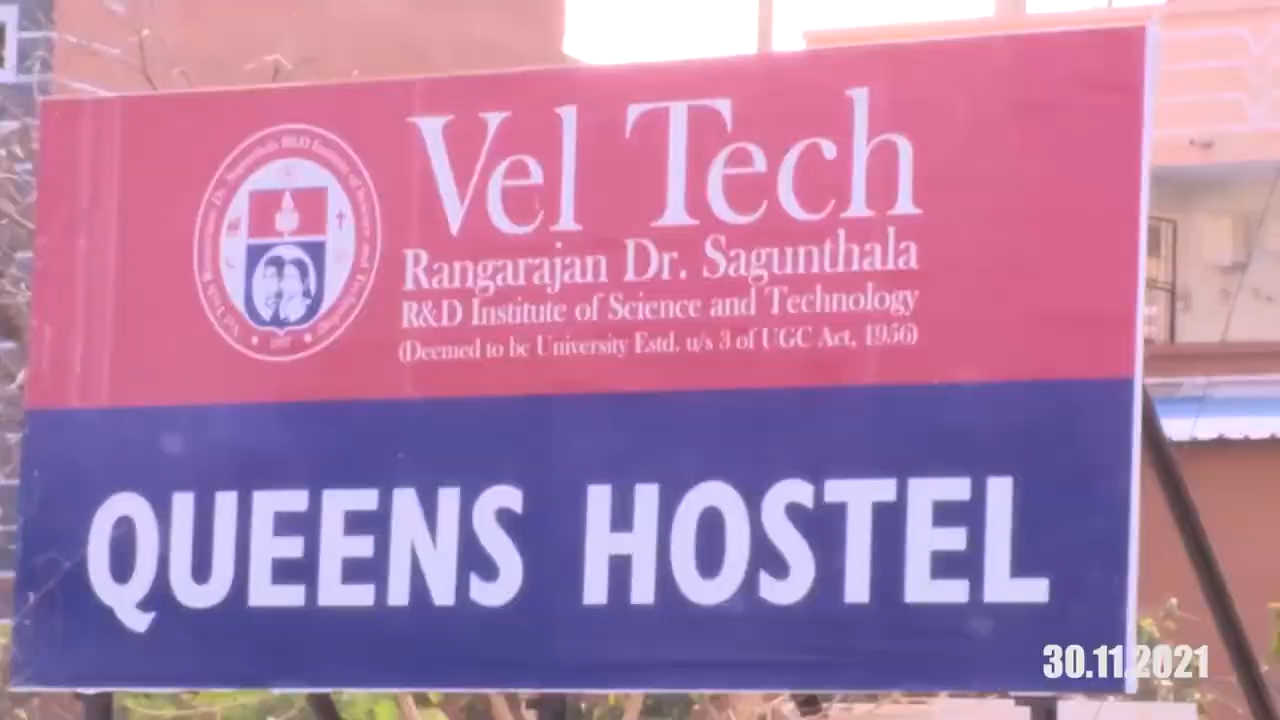 Vel Tech
Rangarajan Dr. Sagunthala
R&D Institute of Science and Technology
(Deemed to be University Estd. u/s 3 of UGC Act, 1956)
QUEENS HOSTEL
30.11.2021